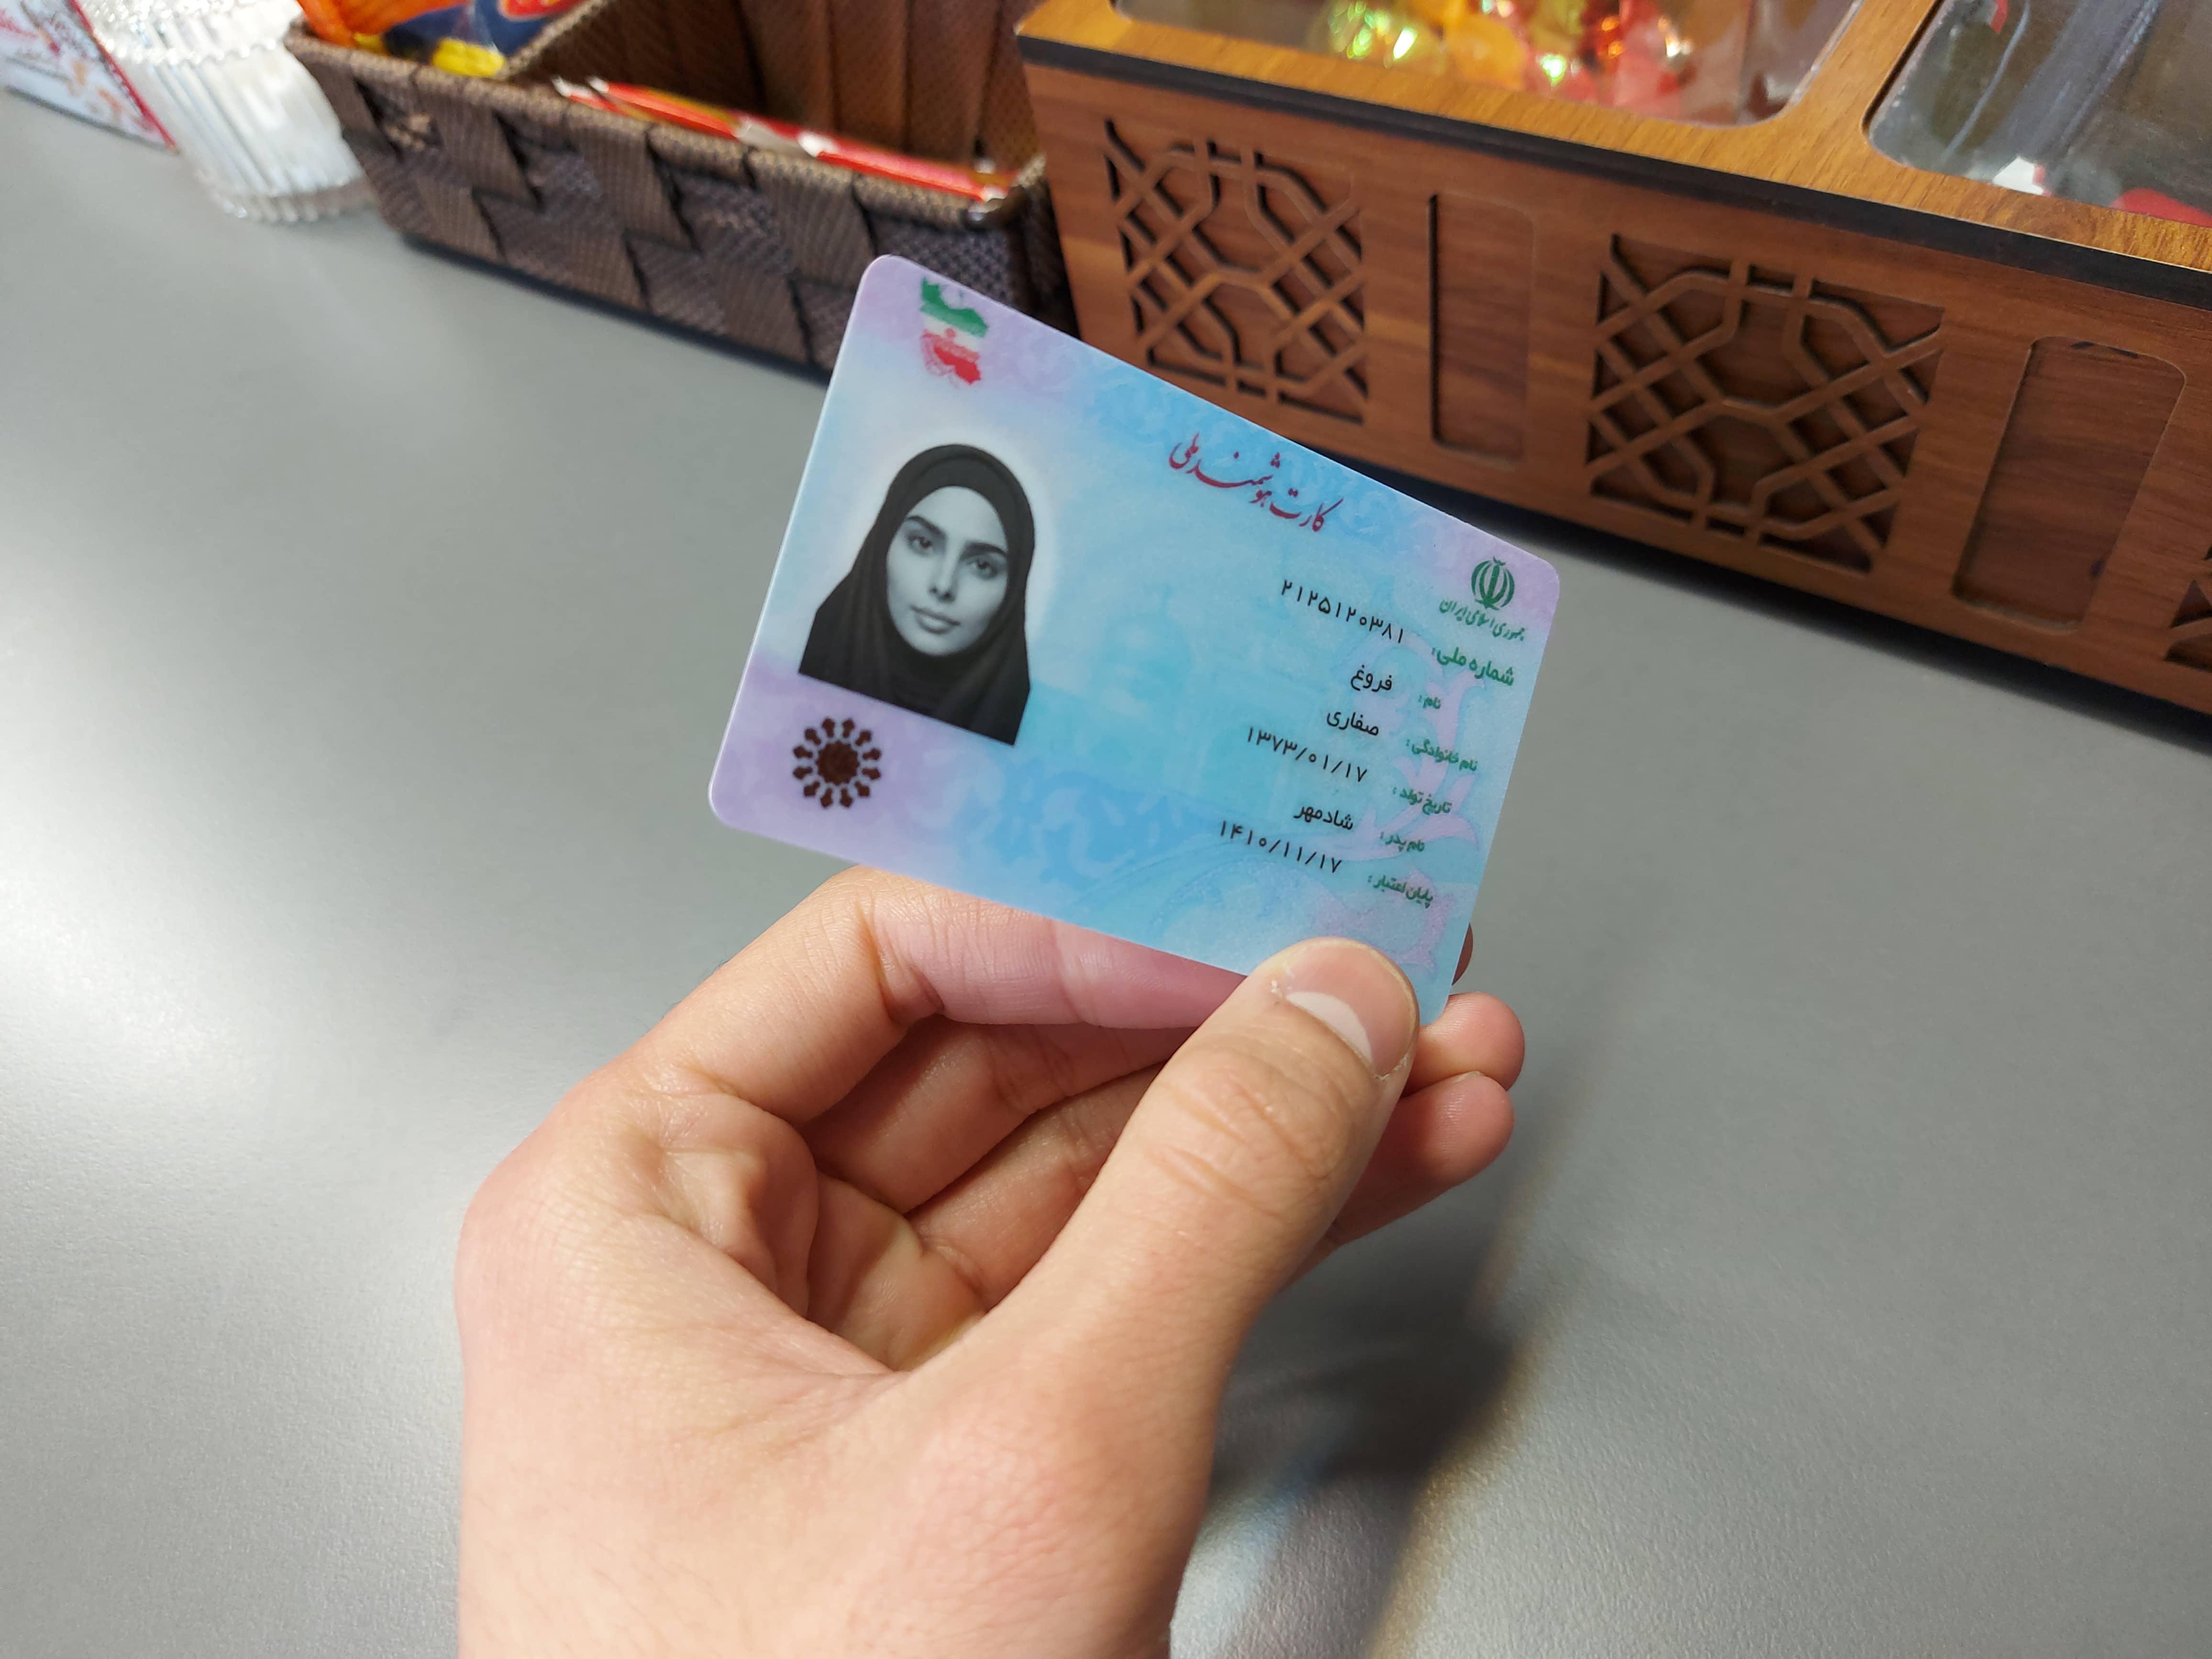 کارت هوشمند ملی
جمهوری اسلامی ایران
شماره ملی: ۲۱۲۵۱۲۰۳۸۱
نام: فروغ
نام خانوادگی: صفاری
تاریخ تولد: ۱۳۷۳/۰۱/۱۷
نام پدر: شادمهر
پایان اعتبار: ۱۴۱۰/۱۱/۱۷